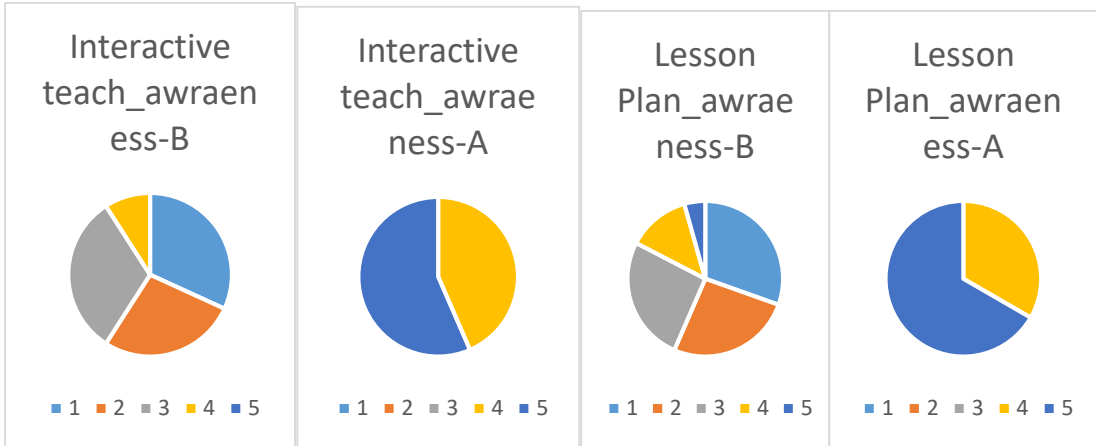 Interactive
teach_awraen
ess-B
1 2 3 4 5
Interactive
teach_awrae
ness-A
1 2 3 4 5
Lesson
Plan_awrae
ness-B
1 2 3 4 5
Lesson
Plan_awraen
ess-A
1 2 3 4 5